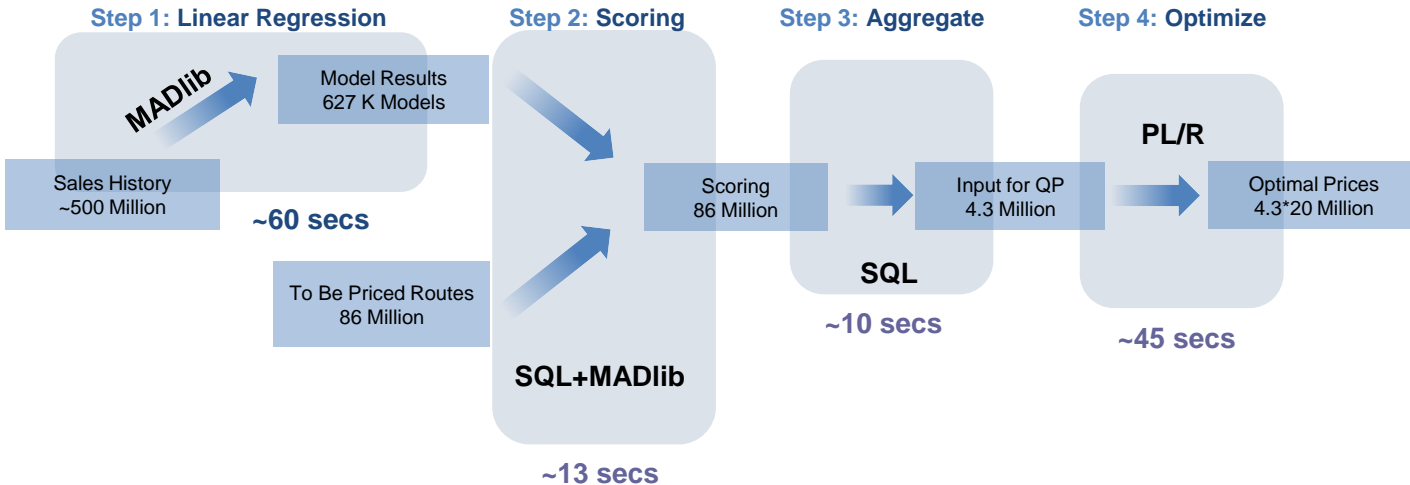 Step 1: Linear Regression
MADlib
Model Results
627 K Models
Sales History
~500 Million
~60 secs
To Be Priced Routes
86 Million
Step 2: Scoring
SQL+MADlib
~13 secs
Scoring
86 Million
Step 3: Aggregate
SQL
~10 secs
Input for QP
4.3 Million
Step 4: Optimize
PL/R
~45 secs
Optimal Prices
4.3*20 Million